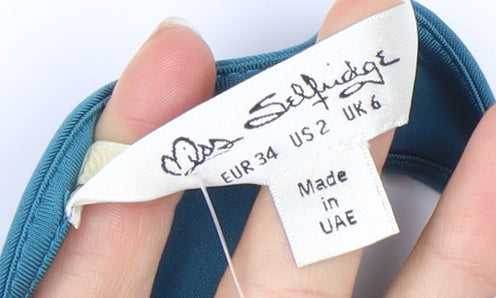 Miss Selfridge
EUR 34 US 2 UK 6
Made
in
UAE